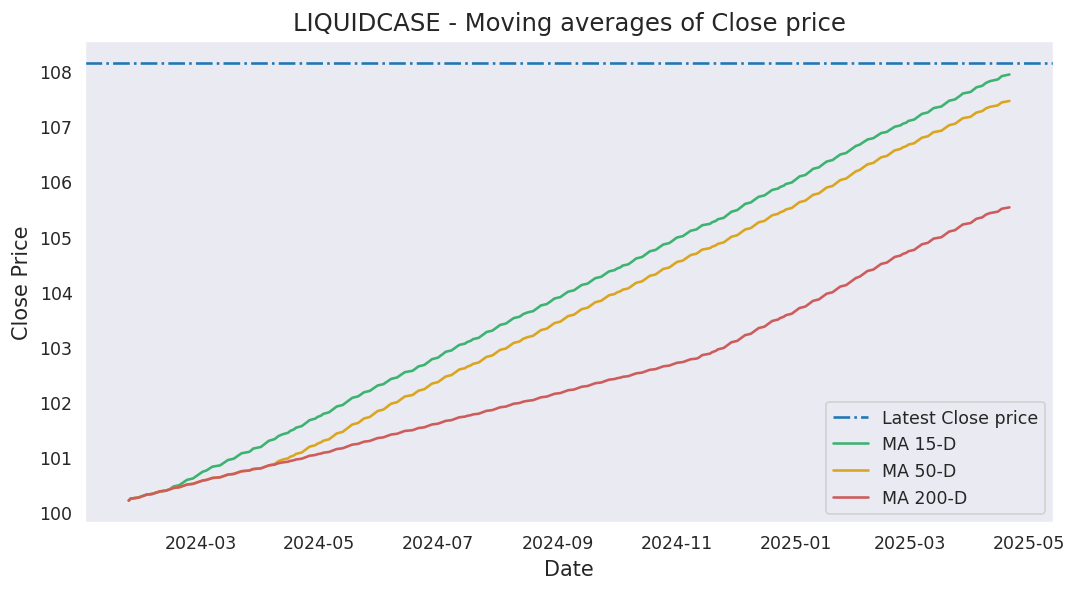 LIQUIDCASE - Moving averages of Close price
Close Price
108
107
106
105
104
103
102
101
100
Latest Close price
MA 15-D
MA 50-D
MA 200-D
2024-03 2024-05 2024-07 2024-09 2024-11 2025-01 2025-03 2025-05
Date